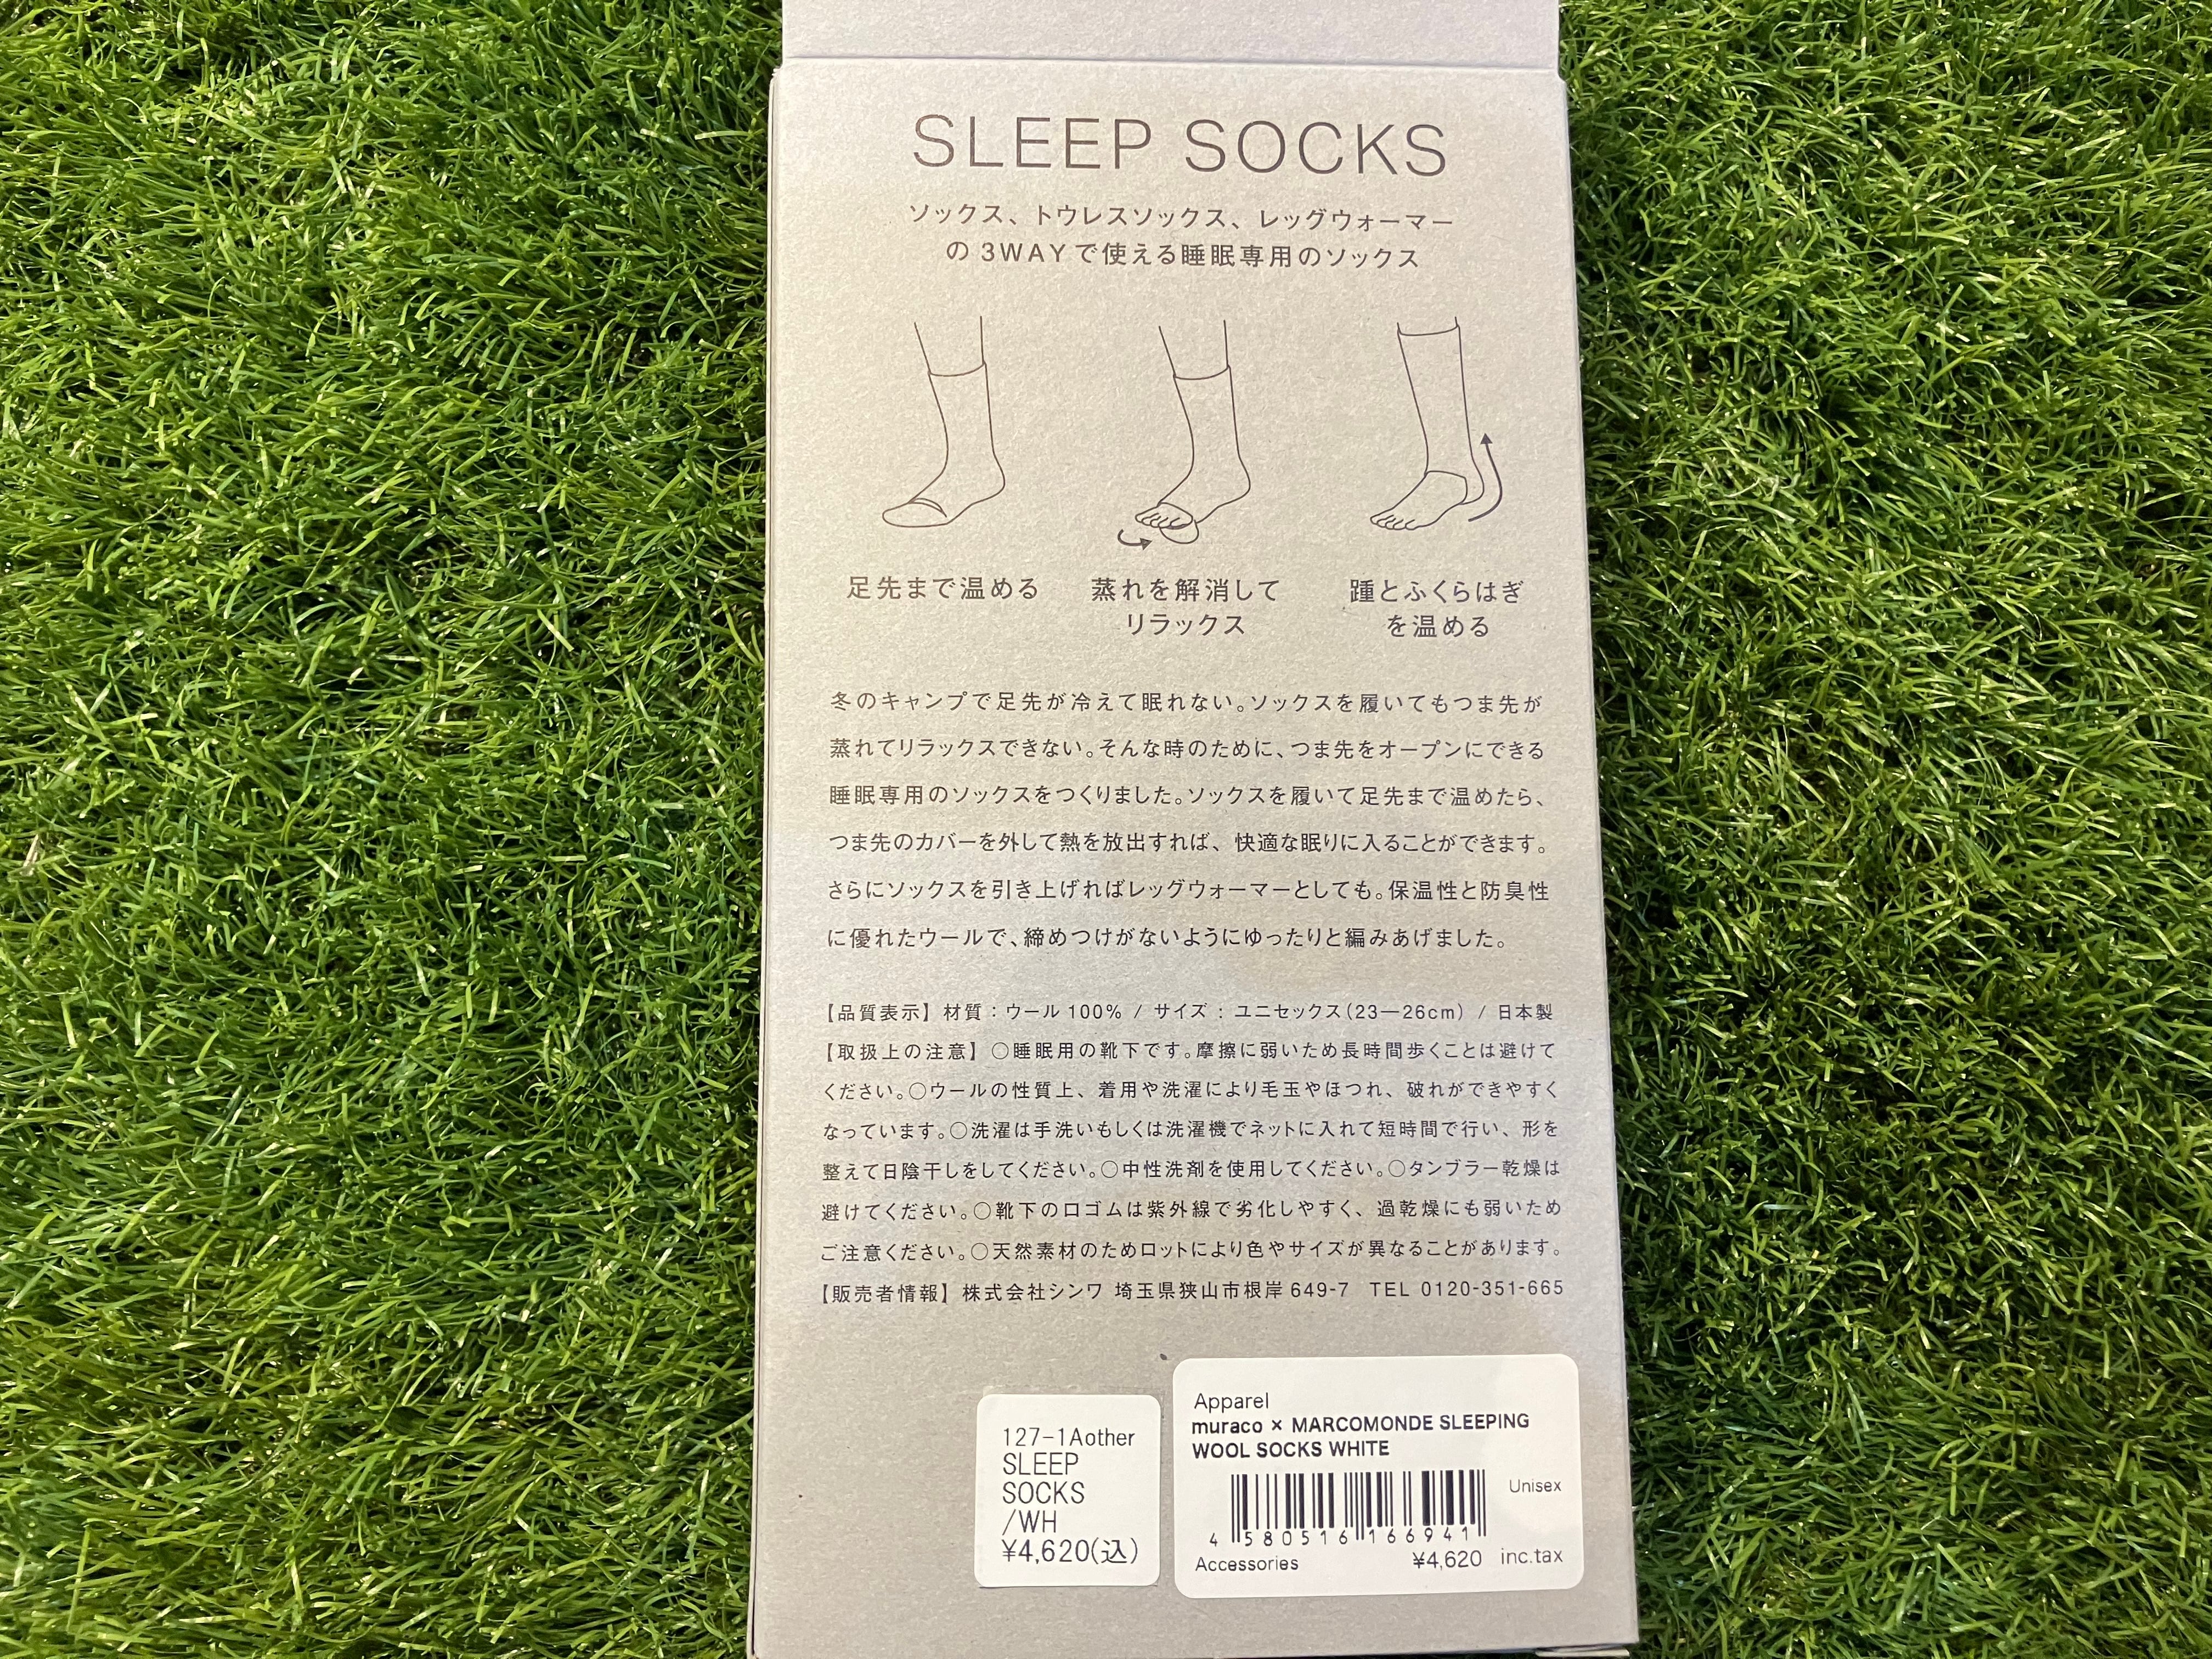 SLEEP SOCKS
ソックス、トウレスソックス、レッグウォーマー
の 3WAYで使える睡眠専用のソックス
足先まで温める
蒸れを解消して
リラックス
踵とふくらはぎ
を温める
冬のキャンプで足先が冷えて眠れない。ソックスを履いてもつま先が
蒸れてリラックスできない。そんな時のために、つま先をオープンにできる
睡眠専用のソックスをつくりました。ソックスを履いて足先まで温めたら、
つま先のカバーを外して熱を放出すれば、快適な眠りに入ることができます。
さらにソックスを引き上げればレッグウォーマーとしても。保温性と防臭性
に優れたウールで、締めつけがないようにゆったりと編みあげました。
【品質表示】材質：ウール 100% / サイズ : ユニセックス(23—26cm) / 日本製
【取扱上の注意】〇睡眠用の靴下です。摩擦に弱いため長時間歩くことは避けて
ください。〇ウールの性質上、着用や洗濯により毛玉やほつれ、破れができやすく
なっています。〇洗濯は手洗いもしくは洗濯機でネットに入れて短時間で行い、形を
整えて日陰干しをしてください。〇中性洗剤を使用してください。〇タンブラー乾燥は
避けてください。〇靴下の口ゴムは紫外線で劣化しやすく、過乾燥にも弱いため
ご注意ください。〇天然素材のためロットにより色やサイズが異なることがあります。
【販売者情報】株式会社シンワ 埼玉県狭山市根岸 649-7 TEL 0120-351-665
127-1Aother
SLEEP
SOCKS
/WH
¥4,620(込)
Apparel
muraco × MARCOMONDE SLEEPING
WOOL SOCKS WHITE
Unisex
4 580516 166941
Accessories ¥4,620 inc.tax